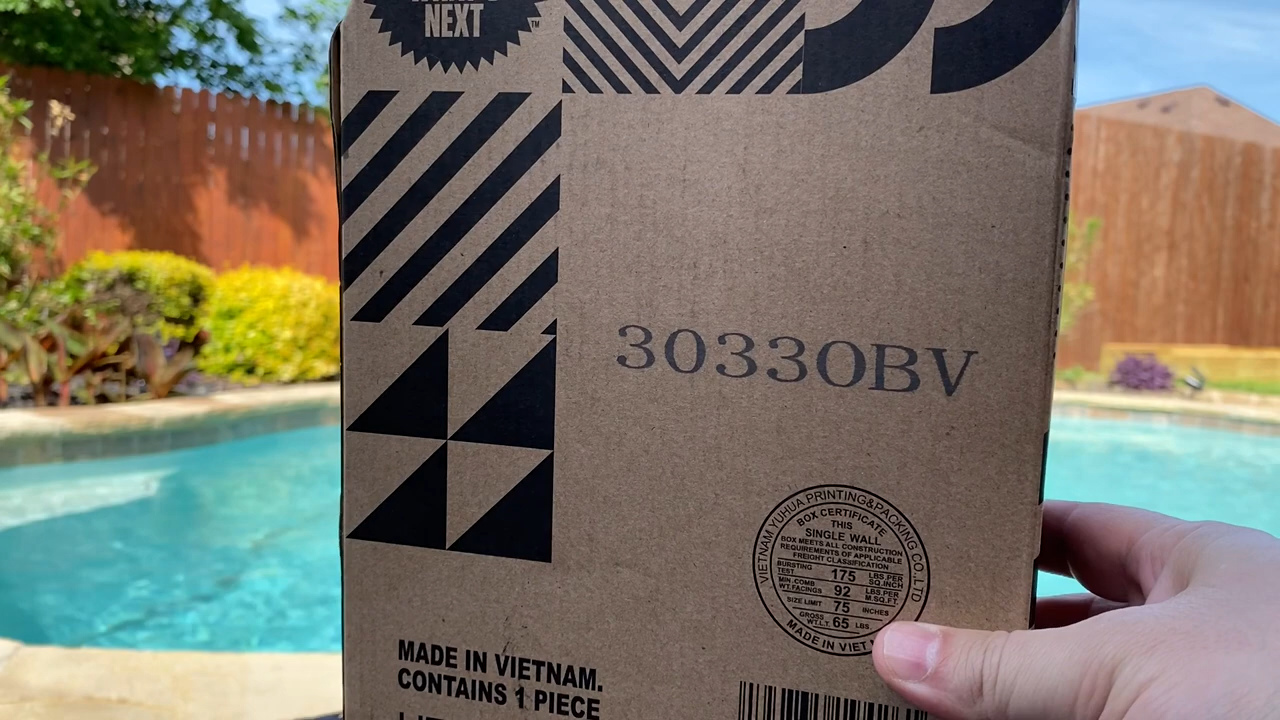 NEXT
™
30330BV
VIETNAM YUHUA PRINTING&PACKING CO.,LTD
BOX CERTIFICATE
THIS
SINGLE WALL
BOX MEETS ALL CONSTRUCTION
REQUIREMENTS OF APPLICABLE
FREIGHT CLASSIFICATION
BURSTING TEST 175 LBS.PER SQ.INCH
MIN.COMB WT.FACINGS 92 LBS.PER M.SQ.FT.
SIZE LIMIT 75 INCHES
GROSS WT.L.T. 65 LBS.
MADE IN VIET
MADE IN VIETNAM.
CONTAINS 1 PIECE